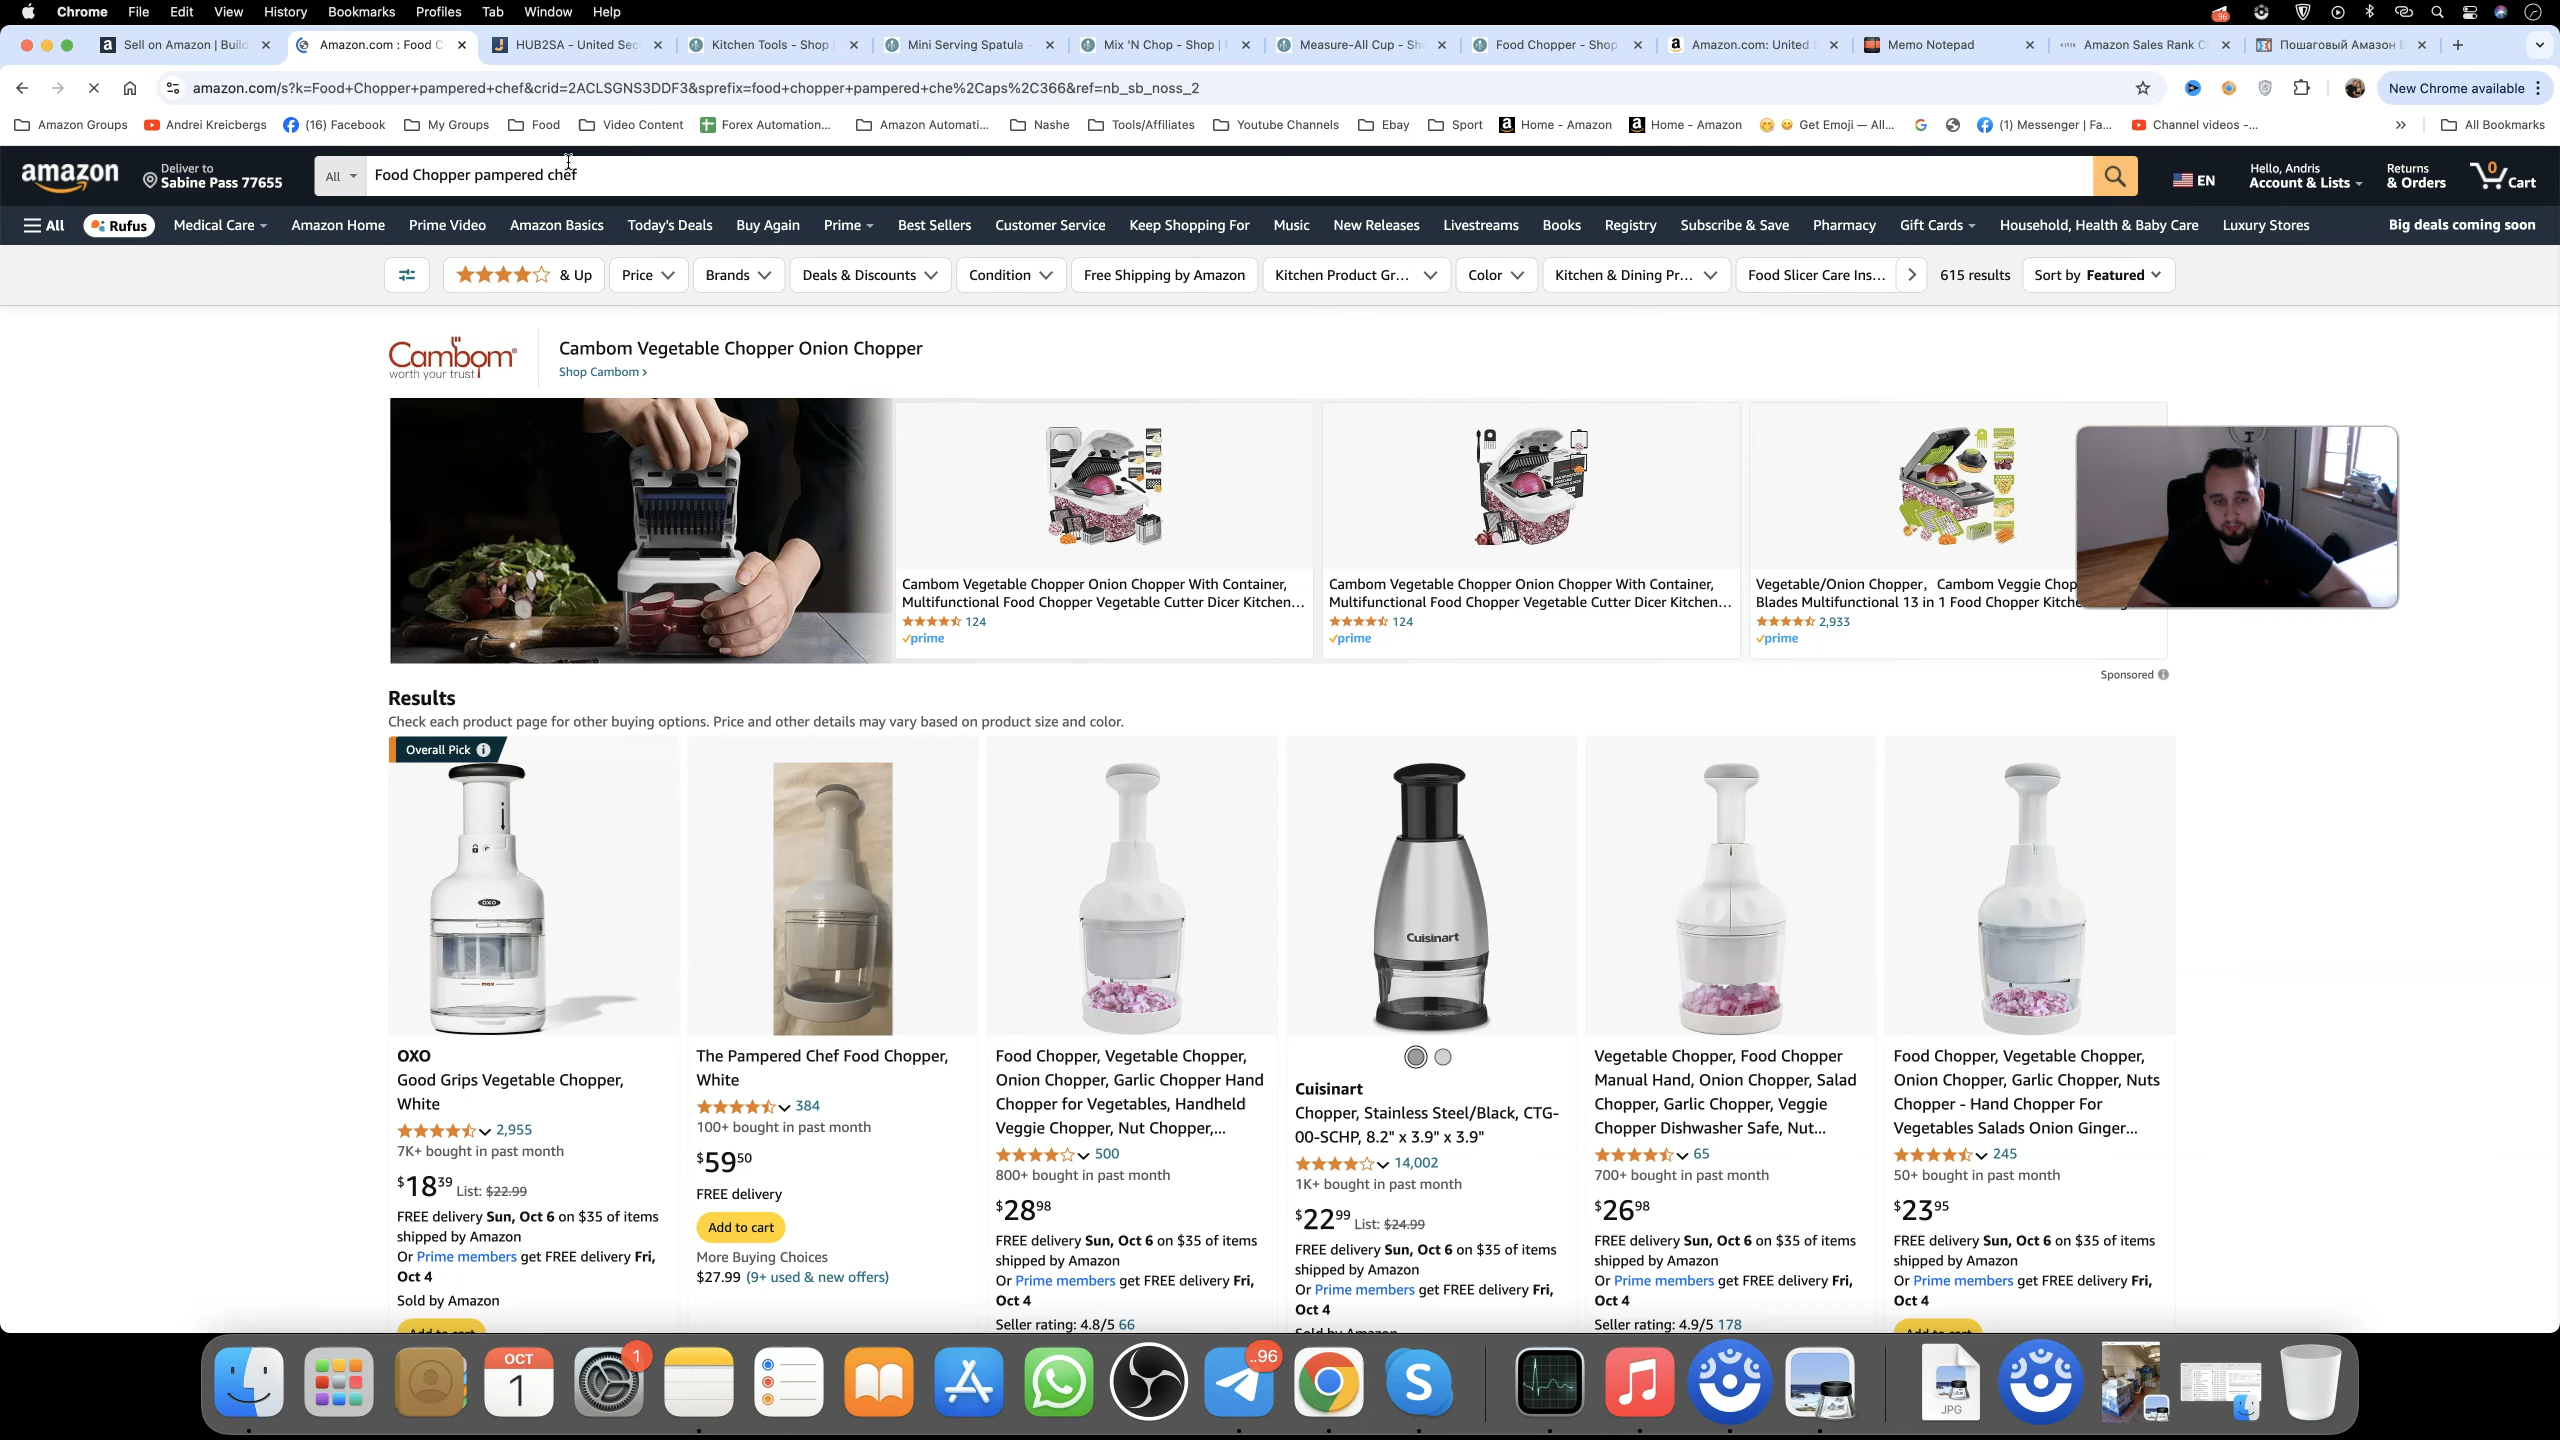 Chrome File Edit View History Bookmarks Profiles Tab Window Help
Sell on Amazon | Build Amazon.com : Food C HUB2SA - United Sec Kitchen Tools - Shop Mini Serving Spatula - Mix 'N Chop - Shop | Measure-All Cup - Sh Food Chopper - Shop Amazon.com: United S Memo Notepad Amazon Sales Rank C Пошаговый Амазон
amazon.com/s?k=Food+Chopper+pampered+chef&crid=2ACLSGNS3DDF3&sprefix=food+chopper+pampered+che%2Caps%2C366&ref=nb_sb_noss_2 New Chrome available
Amazon Groups Andrei Kreicbergs (16) Facebook My Groups Food Video Content Forex Automation... Amazon Automati... Nashe Tools/Affiliates Youtube Channels Ebay Sport Home - Amazon Home - Amazon Get Emoji — All... (1) Messenger | Fa... Channel videos -... All Bookmarks
amazon Deliver to
Sabine Pass 77655
All Food Chopper pampered chef
EN
Hello, Andris
Account & Lists
Returns
& Orders
0
Cart
All Rufus Medical Care Amazon Home Prime Video Amazon Basics Today's Deals Buy Again Prime Best Sellers Customer Service Keep Shopping For Music New Releases Livestreams Books Registry Subscribe & Save Pharmacy Gift Cards Household, Health & Baby Care Luxury Stores Big deals coming soon
& Up Price Brands Deals & Discounts Condition Free Shipping by Amazon Kitchen Product Gr... Color Kitchen & Dining Pr... Food Slicer Care Ins... 615 results Sort by Featured
Cambom
worth your trust
Cambom Vegetable Chopper Onion Chopper
Shop Cambom ›
Cambom Vegetable Chopper Onion Chopper With Container,
Multifunctional Food Chopper Vegetable Cutter Dicer Kitchen...
124
prime
Cambom Vegetable Chopper Onion Chopper With Container,
Multifunctional Food Chopper Vegetable Cutter Dicer Kitchen...
124
prime
Vegetable/Onion Chopper, Cambom Veggie Chop
Blades Multifunctional 13 in 1 Food Chopper Kitche
2,933
prime
Sponsored
Results
Check each product page for other buying options. Price and other details may vary based on product size and color.
Overall Pick
OXO
max
OXO
Good Grips Vegetable Chopper,
White
2,955
7K+ bought in past month
$18 39 List: $22.99
FREE delivery Sun, Oct 6 on $35 of items
shipped by Amazon
Or Prime members get FREE delivery Fri,
Oct 4
Sold by Amazon
Add to cart
The Pampered Chef Food Chopper,
White
384
100+ bought in past month
$59 50
FREE delivery
Add to cart
More Buying Choices
$27.99 (9+ used & new offers)
Food Chopper, Vegetable Chopper,
Onion Chopper, Garlic Chopper Hand
Chopper for Vegetables, Handheld
Veggie Chopper, Nut Chopper,...
500
800+ bought in past month
$28 98
FREE delivery Sun, Oct 6 on $35 of items
shipped by Amazon
Or Prime members get FREE delivery Fri,
Oct 4
Seller rating: 4.8/5 66
Cuisinart
Cuisinart
Chopper, Stainless Steel/Black, CTG-
00-SCHP, 8.2" x 3.9" x 3.9"
14,002
1K+ bought in past month
$22 99 List: $24.99
FREE delivery Sun, Oct 6 on $35 of items
shipped by Amazon
Or Prime members get FREE delivery Fri,
Oct 4
Sold by Amazon
Vegetable Chopper, Food Chopper
Manual Hand, Onion Chopper, Salad
Chopper, Garlic Chopper, Veggie
Chopper Dishwasher Safe, Nut...
65
700+ bought in past month
$26 98
FREE delivery Sun, Oct 6 on $35 of items
shipped by Amazon
Or Prime members get FREE delivery Fri,
Oct 4
Seller rating: 4.9/5 178
Food Chopper, Vegetable Chopper,
Onion Chopper, Garlic Chopper, Nuts
Chopper - Hand Chopper For
Vegetables Salads Onion Ginger...
245
50+ bought in past month
$23 95
FREE delivery Sun, Oct 6 on $35 of items
shipped by Amazon
Or Prime members get FREE delivery Fri,
Oct 4
Add to cart
OCT
1
1
..96
JPG